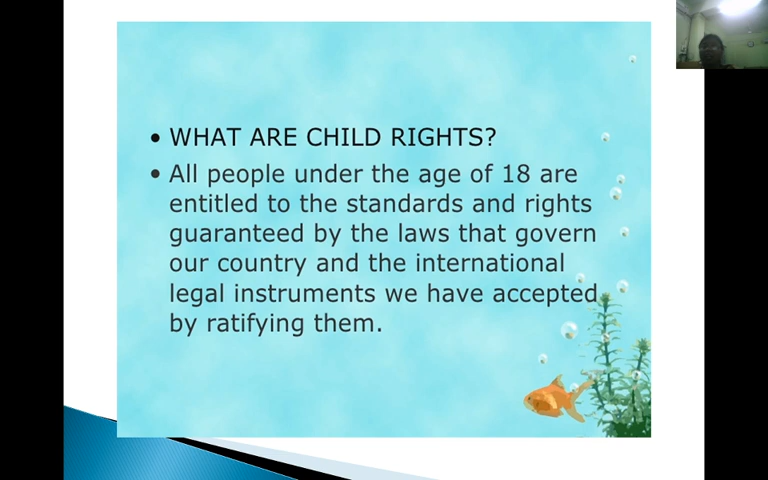 • WHAT ARE CHILD RIGHTS?
• All people under the age of 18 are
entitled to the standards and rights
guaranteed by the laws that govern
our country and the international
legal instruments we have accepted
by ratifying them.